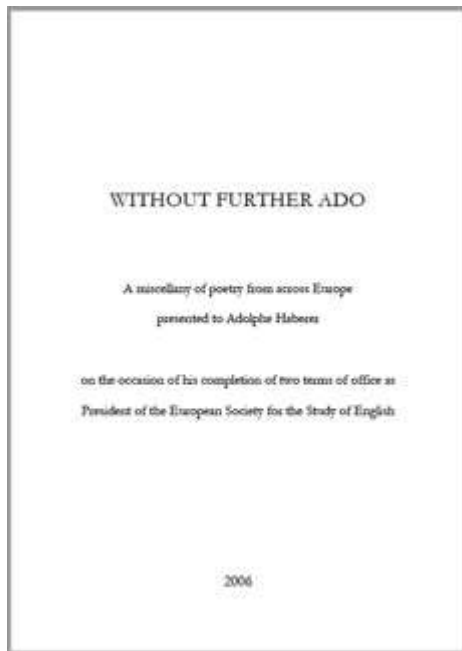 WITHOUT FURTHER ADO
A miscellany of poetry from across Europe
presented to Adolphe Haberer
on the occasion of his completion of two terms of office as
President of the European Society for the Study of English
2006